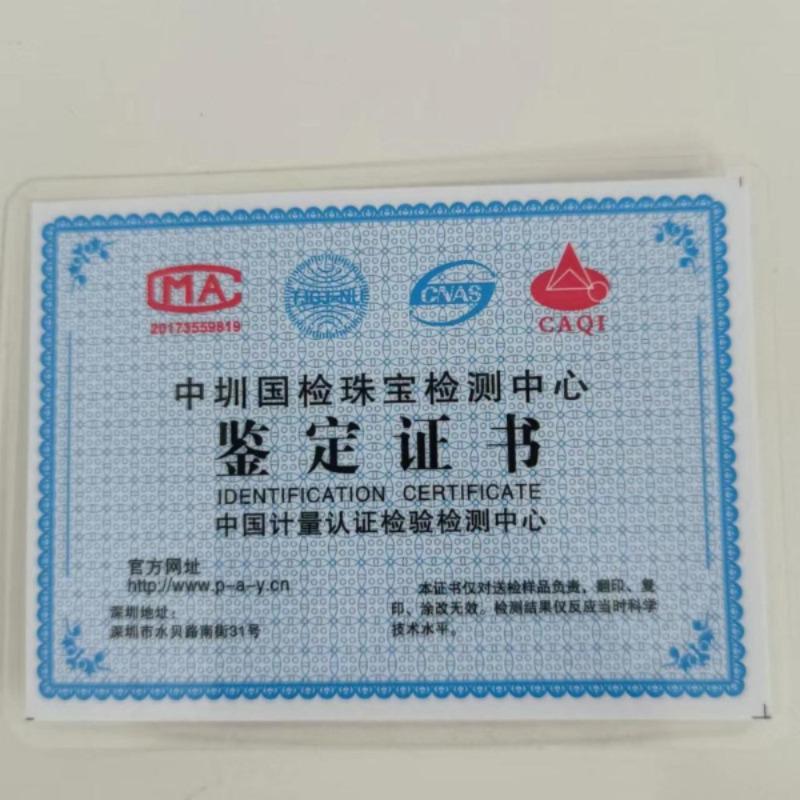 CMA
20173559819
CNAS
CAQI
中圳国检珠宝检测中心
鉴定证书
IDENTIFICATION CERTIFICATE
中国计量认证检验检测中心
官方网址
http://www.p-a-y.cn
深圳地址：
深圳市水贝路南街31号
本证书仅对送检样品负责，翻印、复
印、涂改无效。检测结果仅反应当时科学
技术水平。